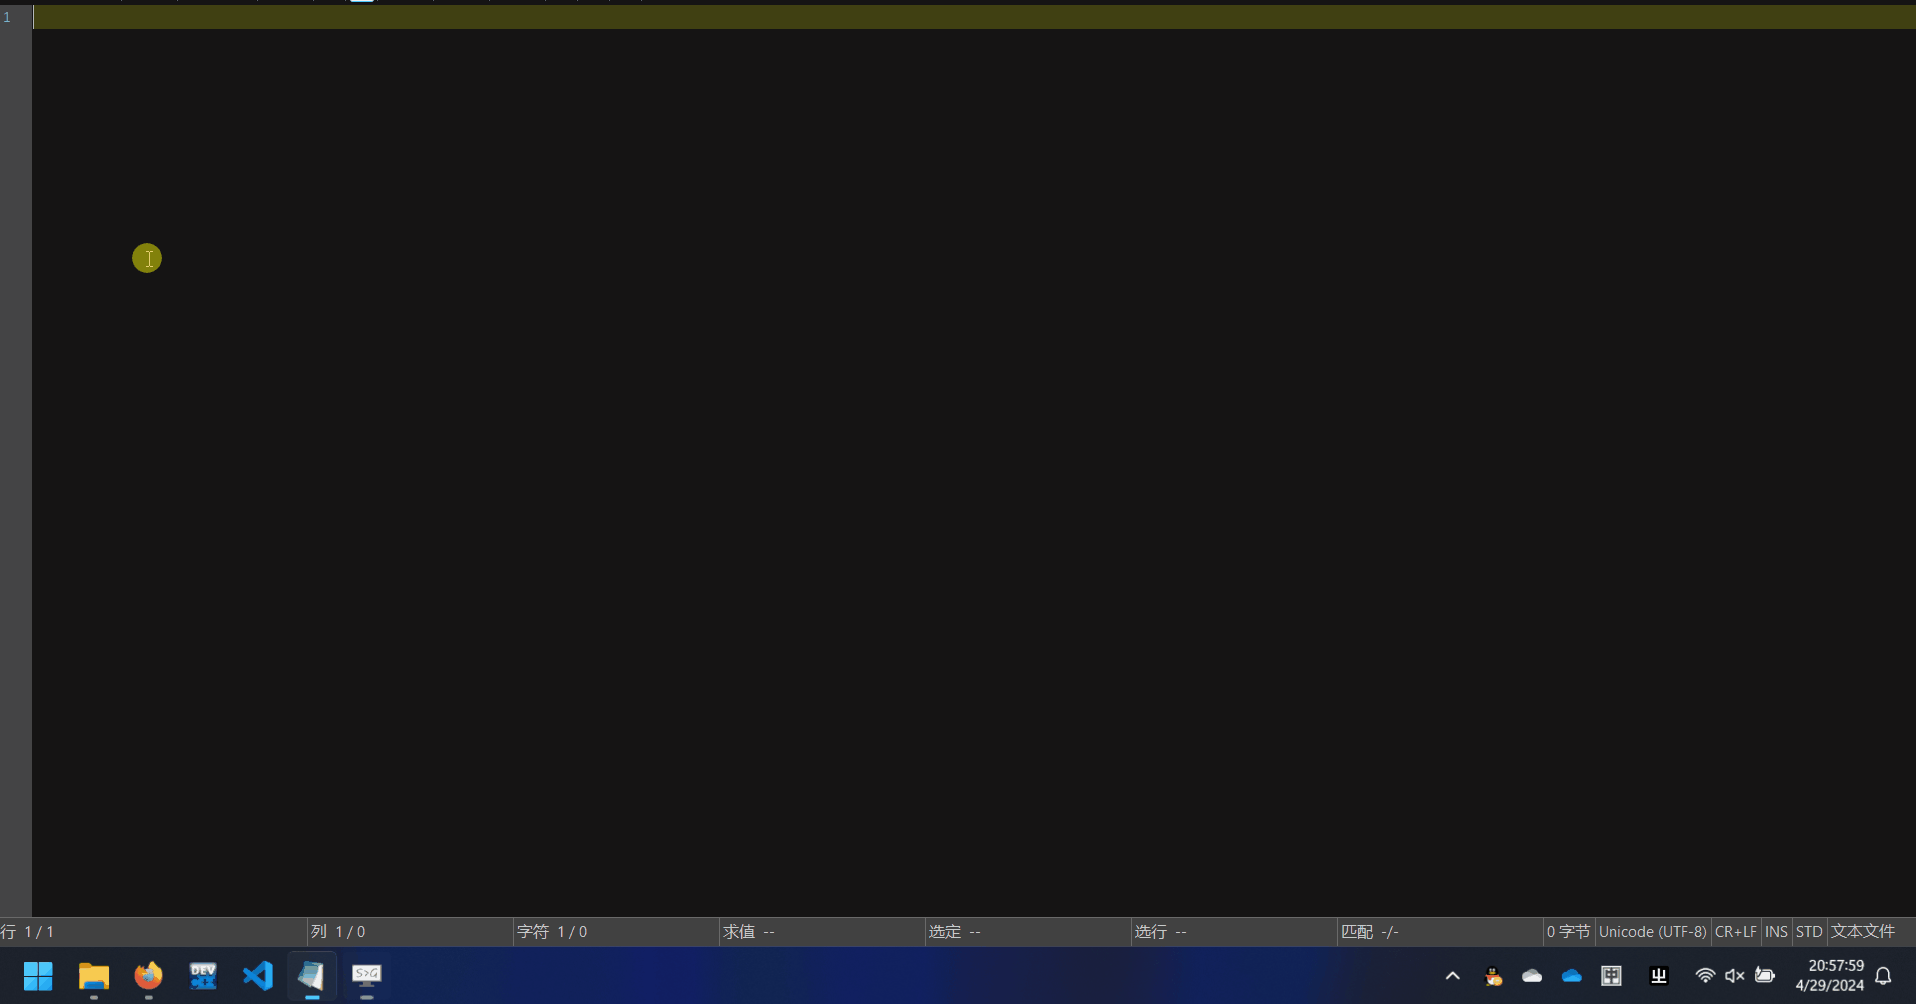 1
行 1 / 1 列 1 / 0 字符 1 / 0 求值 -- 选定 -- 选行 -- 匹配 -/- 0 字节 Unicode (UTF-8) CR+LF INS STD 文本文件
DEV
C++
S>G
20:57:59
4/29/2024